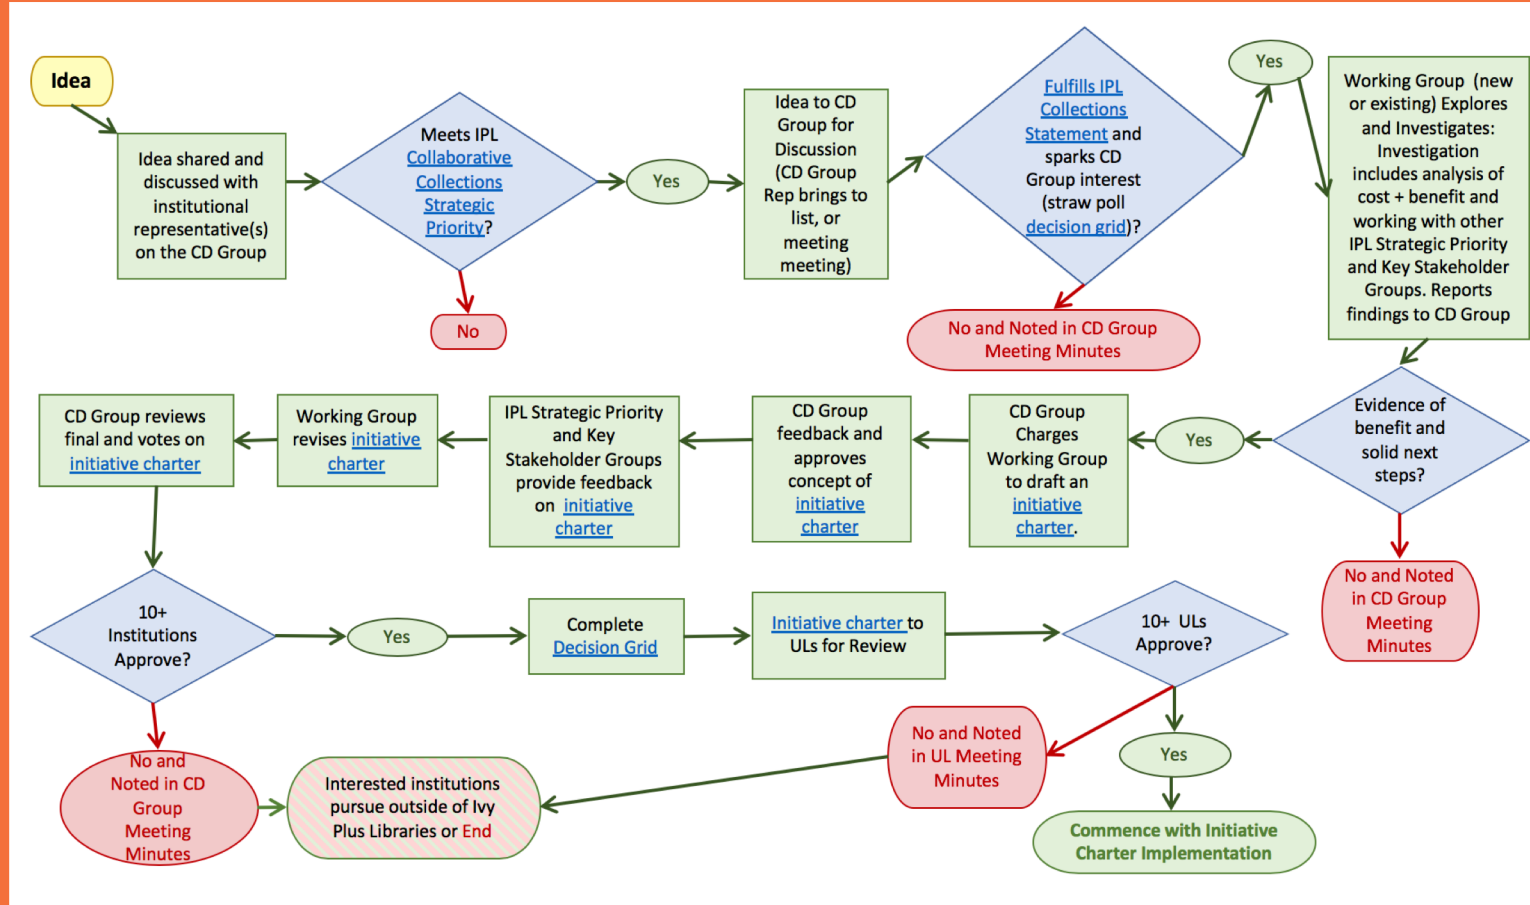 Idea
Idea shared and
discussed with
institutional
representative(s)
on the CD Group
Meets IPL
Collaborative
Collections
Strategic
Priority?
No
Yes
Idea to CD
Group for
Discussion
(CD Group
Rep brings to
list, or
meeting
meeting)
Fulfills IPL
Collections
Statement and
sparks CD
Group interest
(straw poll
decision grid)?
No and Noted in CD Group
Meeting Minutes
Yes
Working Group (new
or existing) Explores
and Investigates:
Investigation
includes analysis of
cost + benefit and
working with other
IPL Strategic Priority
and Key Stakeholder
Groups. Reports
findings to CD Group
Evidence of
benefit and
solid next
steps?
No and Noted
in CD Group
Meeting
Minutes
Yes
CD Group
Charges
Working Group
to draft an
initiative
charter.
CD Group
feedback and
approves
concept of
initiative
charter
IPL Strategic Priority
and Key
Stakeholder Groups
provide feedback
on initiative
charter
Working Group
revises initiative
charter
CD Group reviews
final and votes on
initiative charter
10+
Institutions
Approve?
No and
Noted in CD
Group
Meeting
Minutes
Yes
Complete
Decision Grid
Initiative charter to
ULs for Review
10+ ULs
Approve?
No and Noted
in UL Meeting
Minutes
Interested institutions
pursue outside of Ivy
Plus Libraries or End
Yes
Commence with Initiative
Charter Implementation